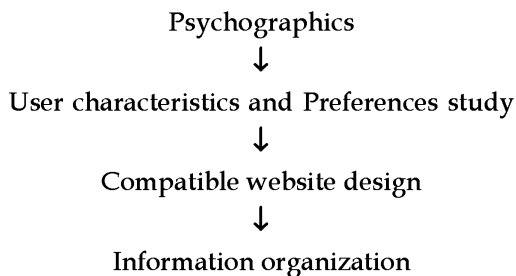 Psychographics
↓
User characteristics and Preferences study
↓
Compatible website design
↓
Information organization